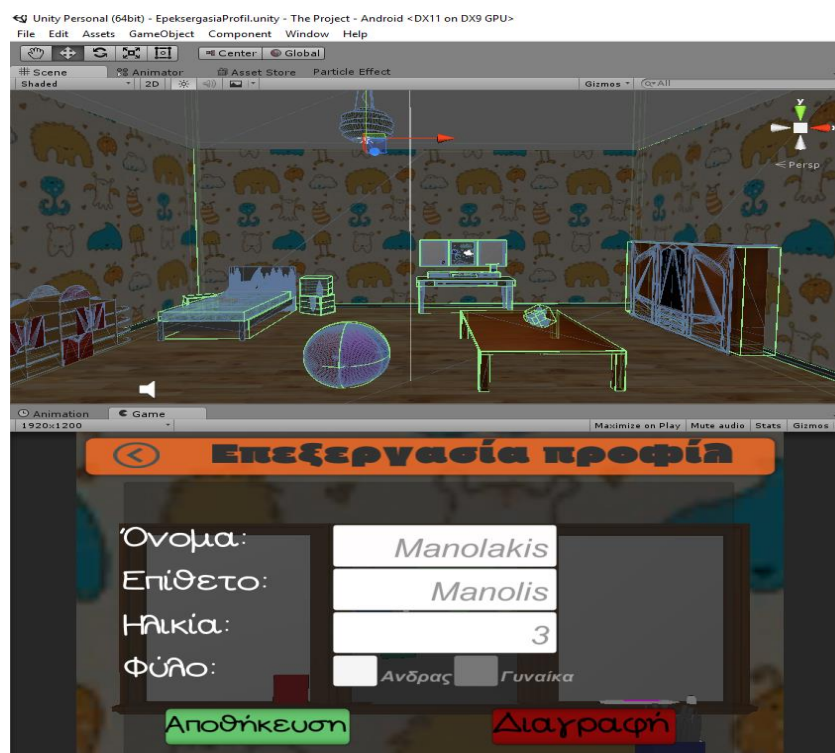 Unity Personal (64bit) - EpeksergasiaProfil.unity - The Project - Android <DX11 on DX9 GPU>
File Edit Assets GameObject Component Window Help
Center Global
Scene Animator Asset Store Particle Effect
Shaded 2D Gizmos All
y
Persp
Animation Game
1920x1200 Maximize on Play Mute audio Stats Gizmos
Επεξεργασία προφίλ
Όνομα: Manolakis
Επίθετο: Manolis
Ηλικία: 3
Φύλο: Ανδρας Γυναίκα
Αποθήκευση Διαγραφή